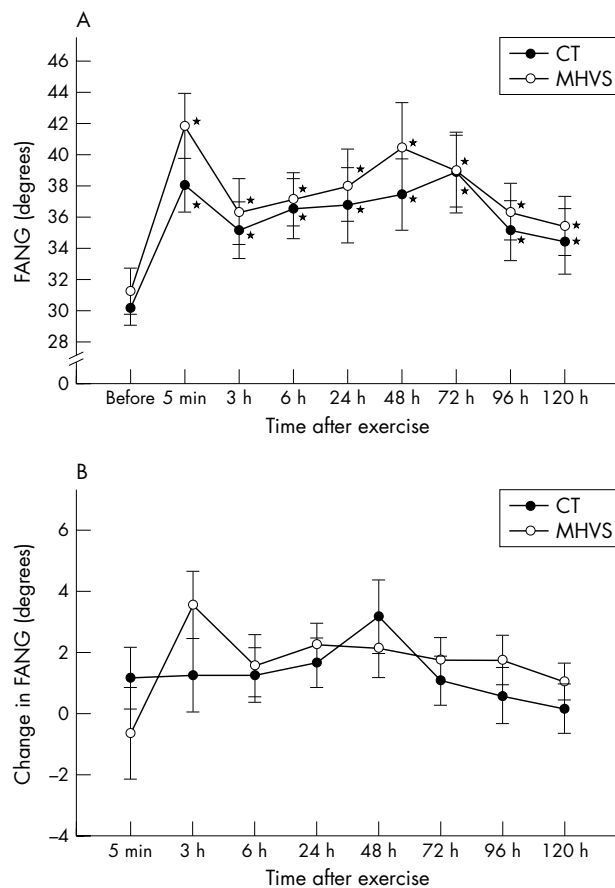 A
46
44
42
40
38
36
34
32
30
28
0
FANG (degrees)
CT
MHVS
Before 5 min 3 h 6 h 24 h 48 h 72 h 96 h 120 h
Time after exercise
B
6
4
2
0
–2
–4
Change in FANG (degrees)
CT
MHVS
5 min 3 h 6 h 24 h 48 h 72 h 96 h 120 h
Time after exercise